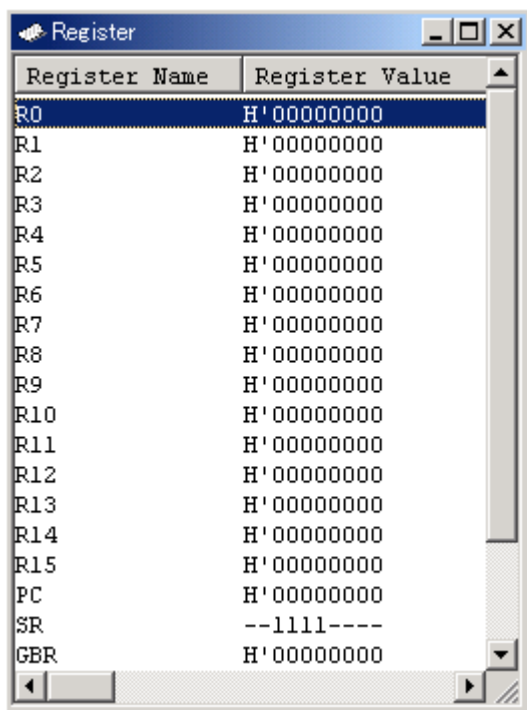 Register
Register Name Register Value
R0 H'00000000
R1 H'00000000
R2 H'00000000
R3 H'00000000
R4 H'00000000
R5 H'00000000
R6 H'00000000
R7 H'00000000
R8 H'00000000
R9 H'00000000
R10 H'00000000
R11 H'00000000
R12 H'00000000
R13 H'00000000
R14 H'00000000
R15 H'00000000
PC H'00000000
SR --1111----
GBR H'00000000